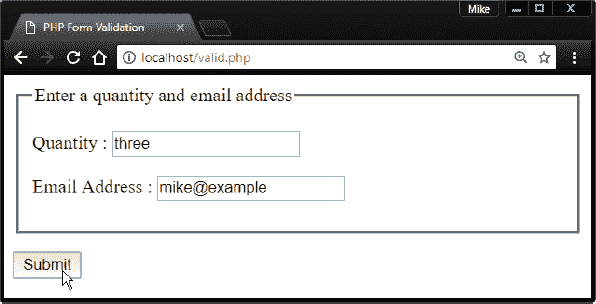 Mike
PHP Form Validation
localhost/valid.php
Enter a quantity and email address
Quantity : three
Email Address : mike@example
Submit